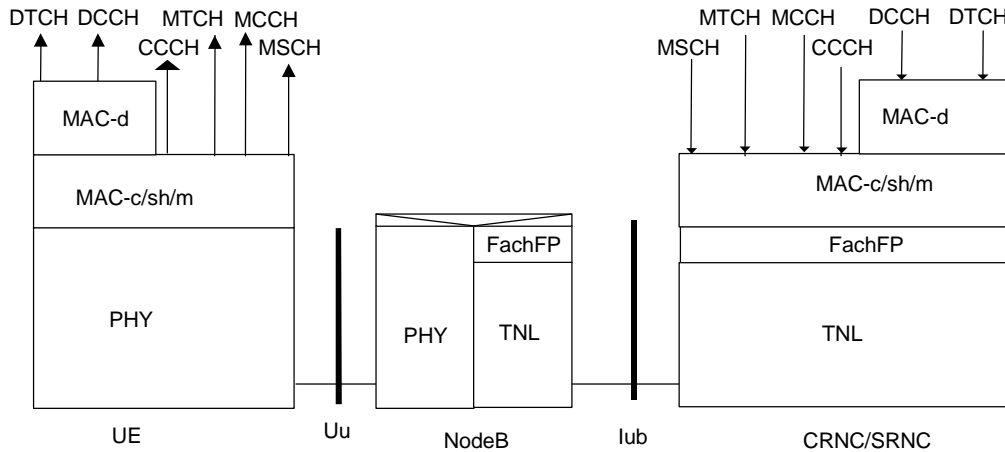 DTCH DCCH MTCH MCCH
CCCH MSCH
MAC-d
MAC-c/sh/m
PHY
UE
Uu
PHY
FachFP
TNL
NodeB
Iub
MTCH MCCH DCCH DTCH
MSCH CCCH
MAC-d
MAC-c/sh/m
FachFP
TNL
CRNC/SRNC